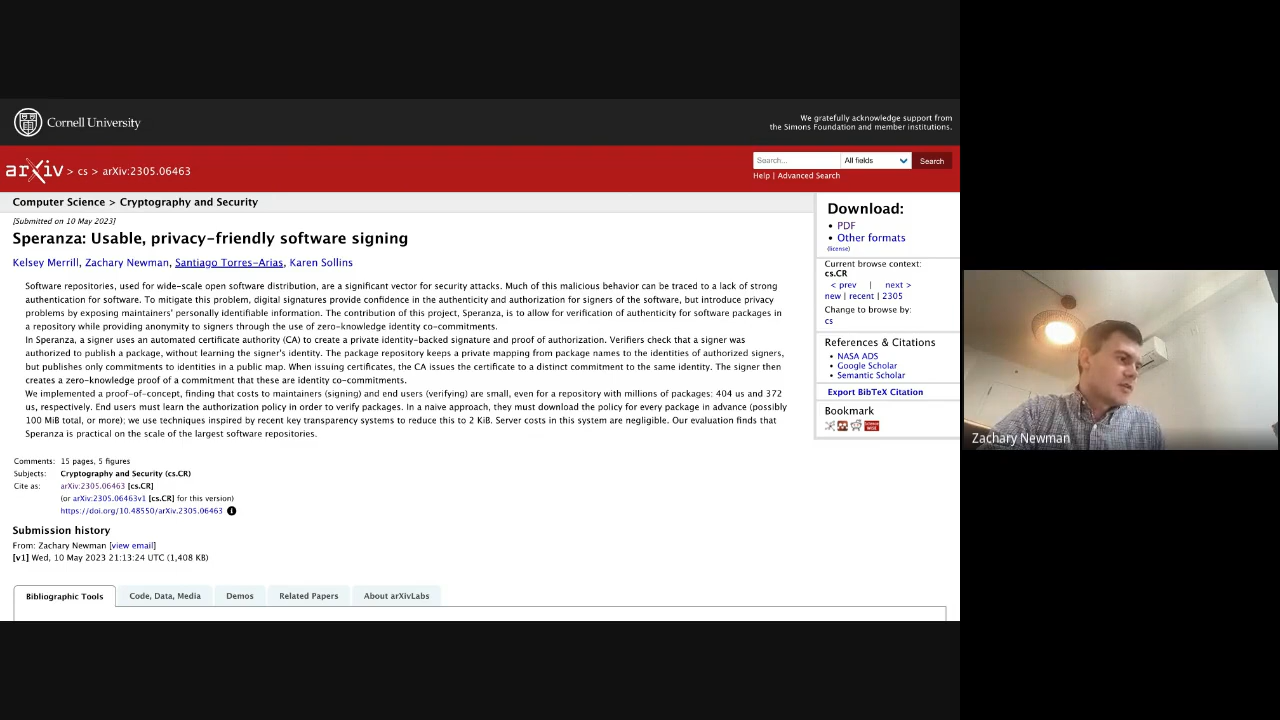 Cornell University
We gratefully acknowledge support from
the Simons Foundation and member institutions.
arXiv > cs > arXiv:2305.06463
Search...
All fields
Search
Help | Advanced Search
Computer Science > Cryptography and Security
[Submitted on 10 May 2023]
Speranza: Usable, privacy-friendly software signing
Kelsey Merrill, Zachary Newman, Santiago Torres-Arias, Karen Sollins
Software repositories, used for wide-scale open software distribution, are a significant vector for security attacks. Much of this malicious behavior can be traced to a lack of strong
authentication for software. To mitigate this problem, digital signatures provide confidence in the authenticity and authorization for signers of the software, but introduce privacy
problems by exposing maintainers' personally identifiable information. The contribution of this project, Speranza, is to allow for verification of authenticity for software packages in
a repository while providing anonymity to signers through the use of zero-knowledge identity co-commitments.
In Speranza, a signer uses an automated certificate authority (CA) to create a private identity-backed signature and proof of authorization. Verifiers check that a signer was
authorized to publish a package, without learning the signer's identity. The package repository keeps a private mapping from package names to the identities of authorized signers,
but publishes only commitments to identities in a public map. When issuing certificates, the CA issues the certificate to a distinct commitment to the same identity. The signer then
creates a zero-knowledge proof of a commitment that these are identity co-commitments.
We implemented a proof-of-concept, finding that costs to maintainers (signing) and end users (verifying) are small, even for a repository with millions of packages: 404 us and 372
us, respectively. End users must learn the authorization policy in order to verify packages. In a naive approach, they must download the policy for every package in advance (possibly
100 MiB total, or more); we use techniques inspired by recent key transparency systems to reduce this to 2 KiB. Server costs in this system are negligible. Our evaluation finds that
Speranza is practical on the scale of the largest software repositories.
Comments: 15 pages, 5 figures
Subjects: Cryptography and Security (cs.CR)
Cite as: arXiv:2305.06463 [cs.CR]
(or arXiv:2305.06463v1 [cs.CR] for this version)
https://doi.org/10.48550/arXiv.2305.06463
Submission history
From: Zachary Newman [view email]
[v1] Wed, 10 May 2023 21:13:24 UTC (1,408 KB)
Bibliographic Tools
Code, Data, Media
Demos
Related Papers
About arXivLabs
Download:
• PDF
• Other formats
(license)
Current browse context:
cs.CR
< prev | next >
new | recent | 2305
Change to browse by:
cs
References & Citations
• NASA ADS
• Google Scholar
• Semantic Scholar
Export BibTeX Citation
Bookmark
Zachary Newman